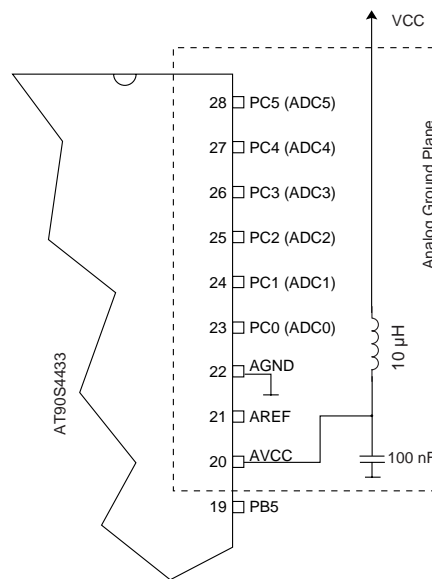 VCC
28 PC5 (ADC5)
27 PC4 (ADC4)
26 PC3 (ADC3)
25 PC2 (ADC2)
24 PC1 (ADC1)
23 PC0 (ADC0)
22 AGND
21 AREF
20 AVCC
19 PB5
AT90S4433
Analog Ground Plane
10 μH
100 nF